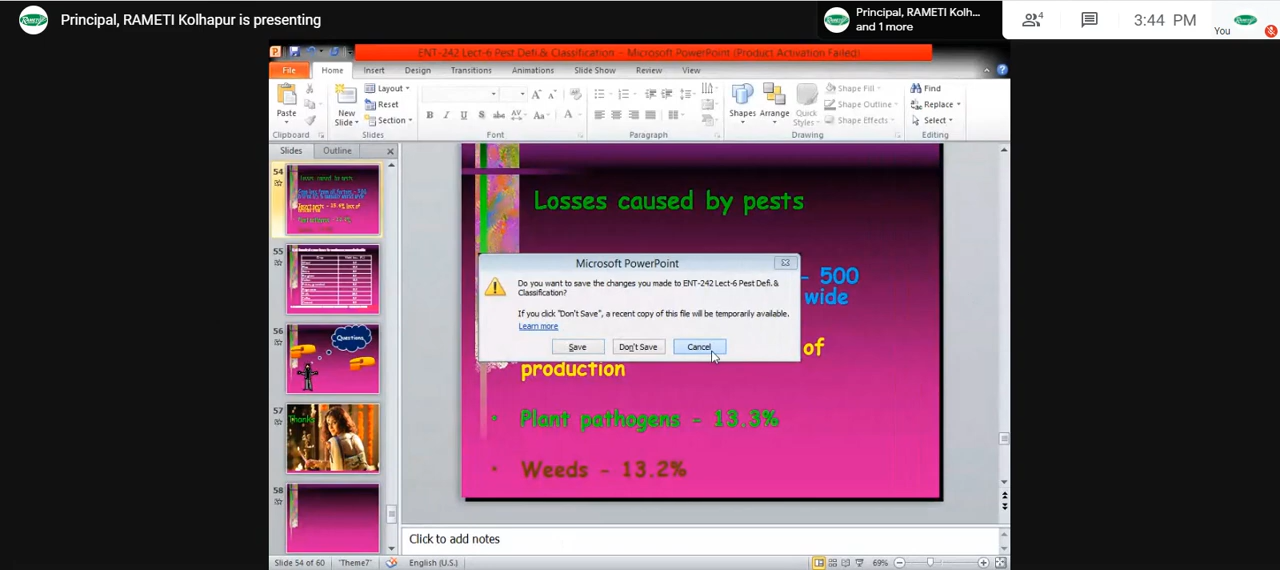 Principal, RAMETI Kolhapur is presenting
Principal, RAMETI Kolh...
and 1 more
4
3:44 PM
You
ENT-242 Lect-6 Pest Defi.& Classification - Microsoft PowerPoint (Product Activation Failed)
File Home Insert Design Transitions Animations Slide Show Review View
Paste
Clipboard
New
Slide
Layout
Reset
Section
Slides
Font
Paragraph
Shapes
Arrange
Quick
Styles
Shape Fill
Shape Outline
Shape Effects
Drawing
Find
Replace
Select
Editing
Slides Outline
54
Losses caused by pests
55
56
Questions
57
Thanks
58
Losses caused by pests
- 500
wide
of
production
• Plant pathogens - 13.3%
• Weeds - 13.2%
Microsoft PowerPoint
Do you want to save the changes you made to ENT-242 Lect-6 Pest Defi.&
Classification?
If you click "Don't Save", a recent copy of this file will be temporarily available.
Learn more
Save Don't Save Cancel
Click to add notes
Slide 54 of 60 "Theme7" English (U.S.) 69%